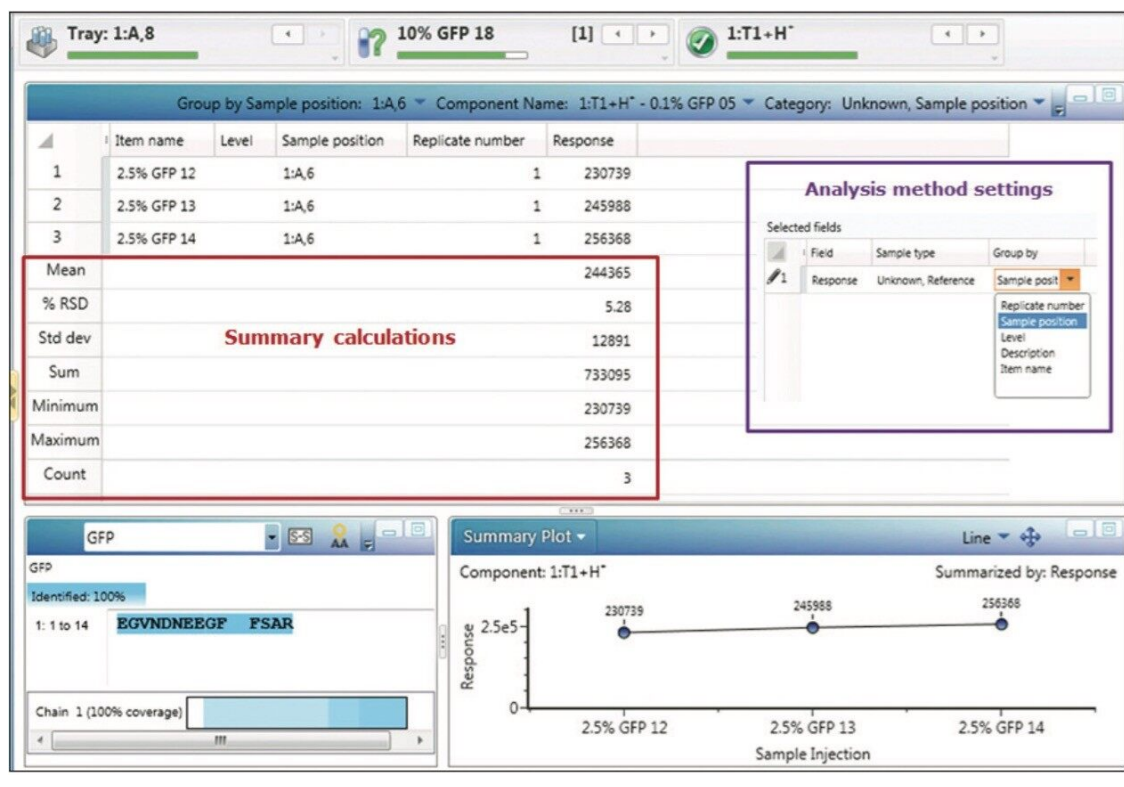 Tray: 1:A,8
10% GFP 18 [1]
1:T1+H⁺
Group by Sample position: 1:A,6 Component Name: 1:T1+H⁺ - 0.1% GFP 05 Category: Unknown, Sample position
Item name Level Sample position Replicate number Response
1 2.5% GFP 12 1:A,6 1 230739
2 2.5% GFP 13 1:A,6 1 245988
3 2.5% GFP 14 1:A,6 1 256368
Mean 244365
% RSD 5.28
Std dev 12891
Sum 733095
Minimum 230739
Maximum 256368
Count 3
Summary calculations
Analysis method settings
Selected fields
Field Sample type Group by
1 Response Unknown, Reference Sample posit
Replicate number
Sample position
Level
Description
Item name
GFP
S-S AA
GFP
Identified: 100%
1: 1 to 14 EGVNDNEEGF FSAR
Chain 1 (100% coverage)
Summary Plot Line
Component: 1:T1+H⁺ Summarized by: Response
230739 245988 256368
2.5e5
Response
0
2.5% GFP 12 2.5% GFP 13 2.5% GFP 14
Sample Injection